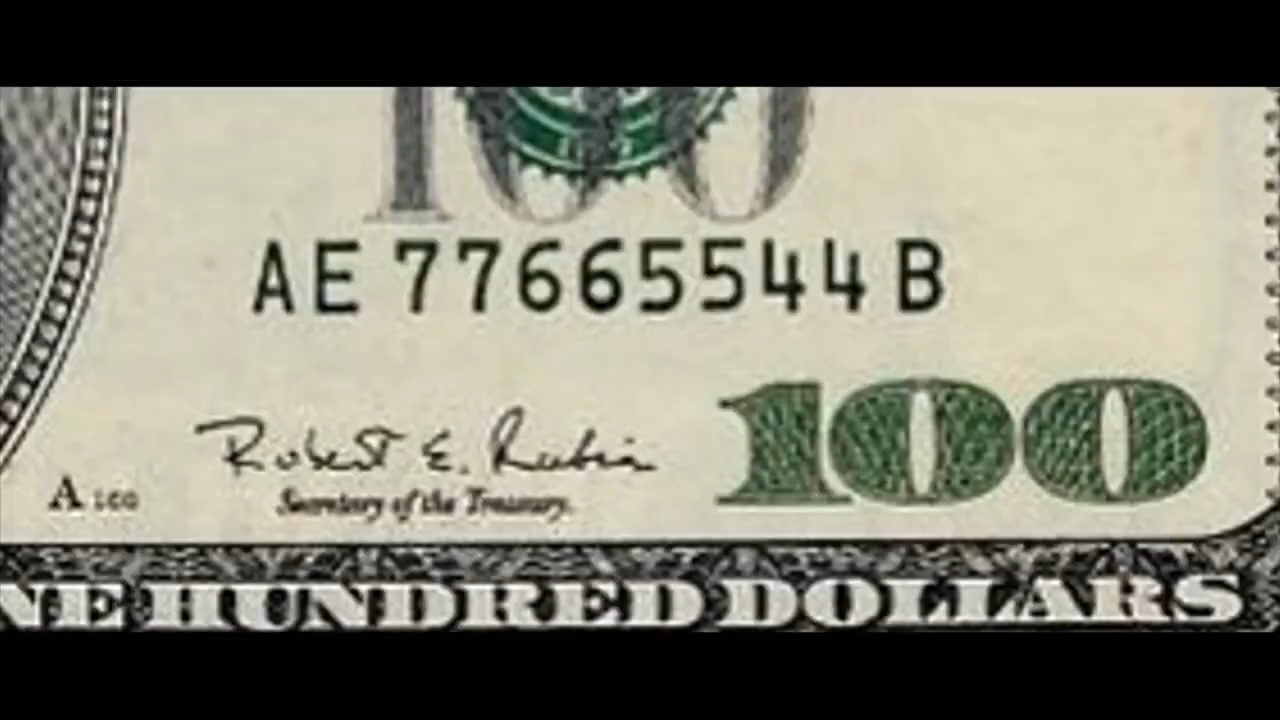 100
AE 77665544 B
Robert E. Rubin
100
Secretary of the Treasury.
A
NE HUNDRED DOLLARS